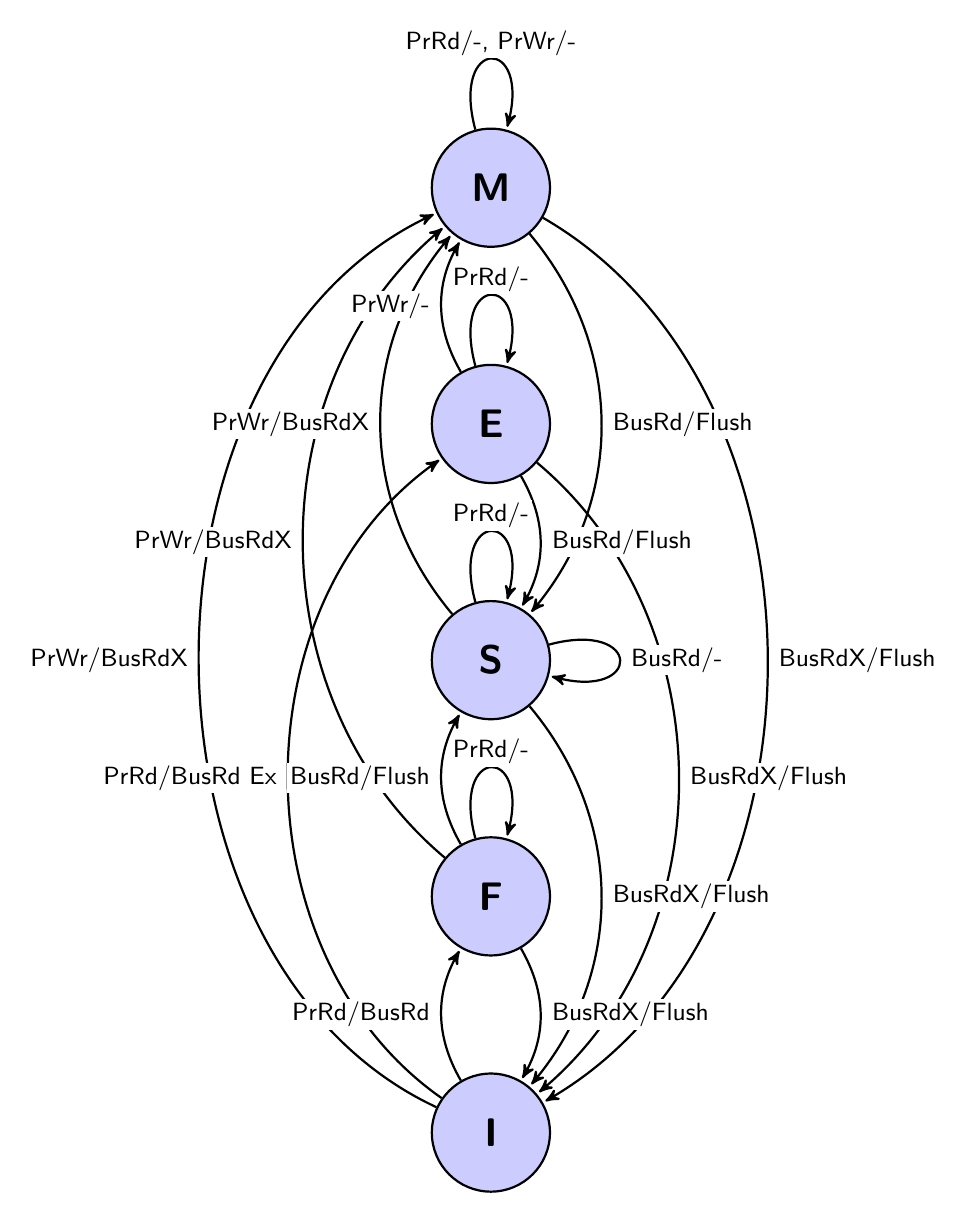 PrRd/-, PrWr/-
M
PrRd/-
PrWr/-
PrWr/BusRdX
E
BusRd/Flush
PrRd/-
PrWr/BusRdX
BusRd/Flush
PrWr/BusRdX
S
BusRd/-
BusRdX/Flush
PrRd/-
PrRd/BusRd Ex
BusRd/Flush
BusRdX/Flush
F
BusRdX/Flush
PrRd/BusRd
BusRdX/Flush
I